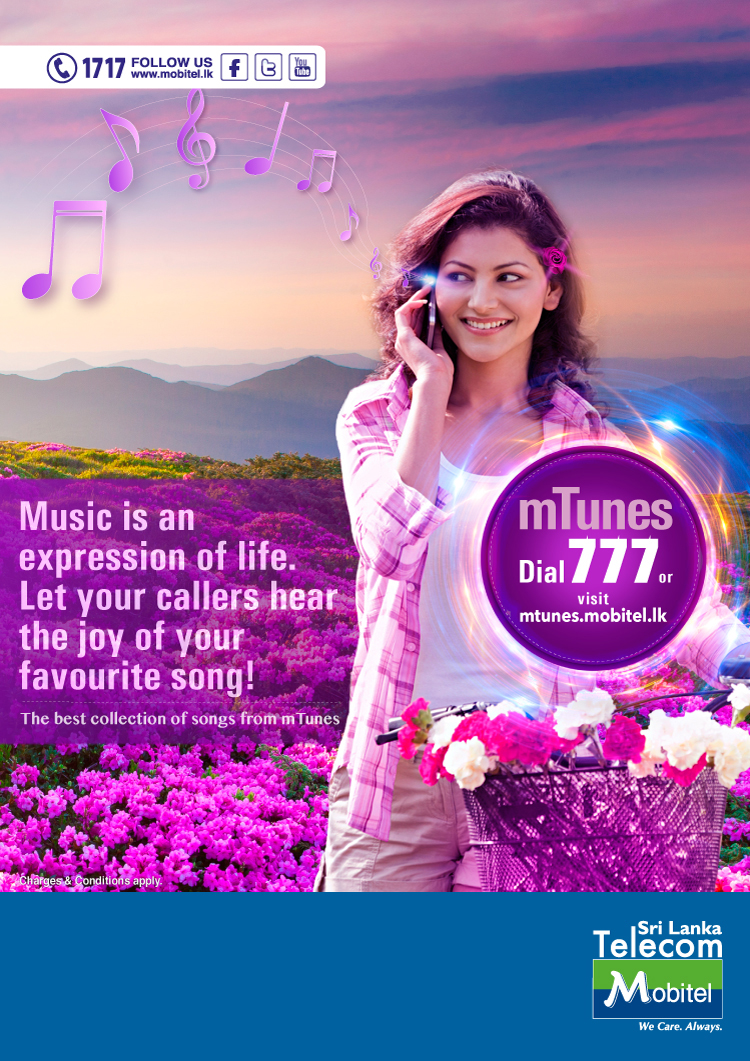 1717 FOLLOW US
www.mobitel.lk
f t You Tube
Music is an
expression of life.
Let your callers hear
the joy of your
favourite song!
The best collection of songs from mTunes
mTunes
Dial 777 or
visit
mtunes.mobitel.lk
Charges & Conditions apply.
Sri Lanka
Telecom
Mobitel
We Care. Always.